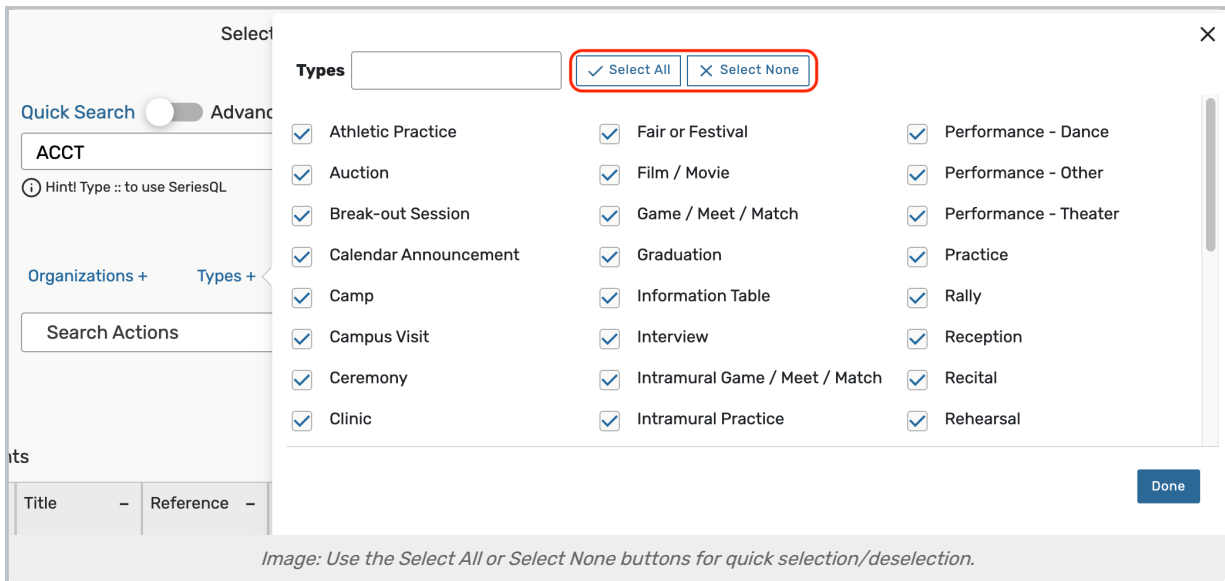 Select
Types
Select All
Select None
Quick Search
Advanc
ACCT
Hint! Type :: to use SeriesQL
Organizations +
Types +
Search Actions
Athletic Practice
Fair or Festival
Performance - Dance
Auction
Film / Movie
Performance - Other
Break-out Session
Game / Meet / Match
Performance - Theater
Calendar Announcement
Graduation
Practice
Camp
Information Table
Rally
Campus Visit
Interview
Reception
Ceremony
Intramural Game / Meet / Match
Recital
Clinic
Intramural Practice
Rehearsal
nts
Title –
Reference –
Done
Image: Use the Select All or Select None buttons for quick selection/deselection.